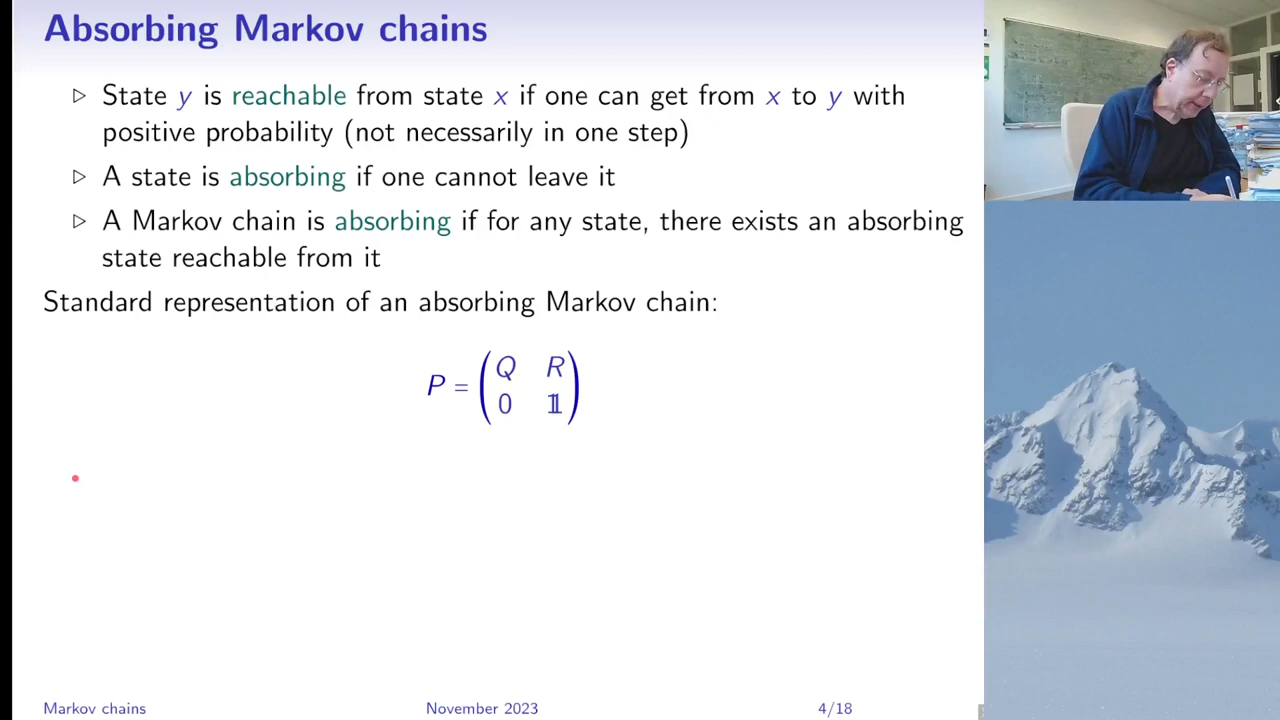 Absorbing Markov chains
▷ State y is reachable from state x if one can get from x to y with
positive probability (not necessarily in one step)
▷ A state is absorbing if one cannot leave it
▷ A Markov chain is absorbing if for any state, there exists an absorbing
state reachable from it
Standard representation of an absorbing Markov chain:
P = (Q R
0 𝟙)
Markov chains November 2023 4/18